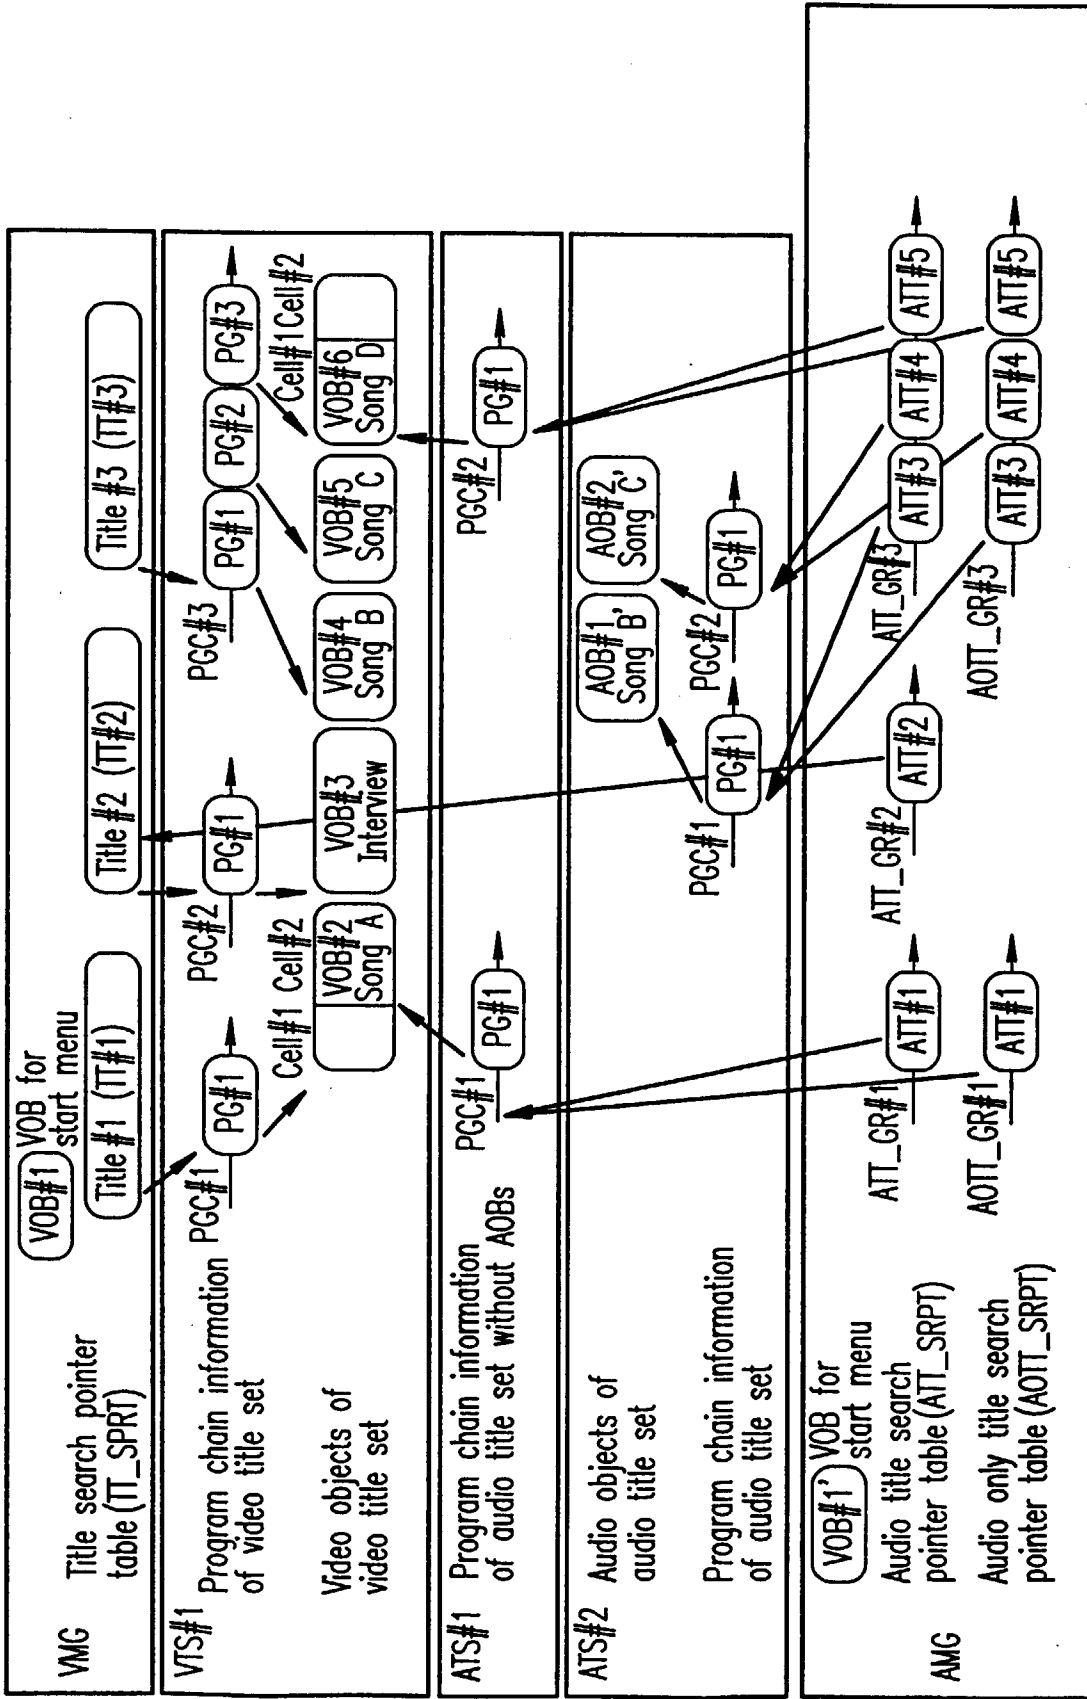 VMG
Title search pointer
table (TT_SPRT)
VOB#1
VOB for
start menu
Title #1 (TT#1)
Title #2 (TT#2)
Title #3 (TT#3)
VTS#1
Program chain information
of video title set
PGC#1
PG#1
PGC#2
PG#1
PGC#3
PG#1
PG#2
PG#3
Video objects of
video title set
Cell#1 Cell#2
VOB#2
Song A
VOB#3
Interview
VOB#4
Song B
VOB#5
Song C
Cell#1 Cell#2
VOB#6
Song D
ATS#1
Program chain information
of audio title set without AOBs
PGC#1
PG#1
PGC#2
PG#1
ATS#2
Audio objects of
audio title set
AOB#1
Song B'
AOB#2
Song C'
Program chain information
of audio title set
PGC#1
PG#1
PGC#2
PG#1
AMG
VOB#1'
VOB for
start menu
Audio title search
pointer table (ATT_SRPT)
ATT_GR#1
ATT#1
ATT_GR#2
ATT#2
ATT_GR#3
ATT#3
ATT#4
ATT#5
Audio only title search
pointer table (AOTT_SRPT)
AOTT_GR#1
ATT#1
AOTT_GR#3
ATT#3
ATT#4
ATT#5